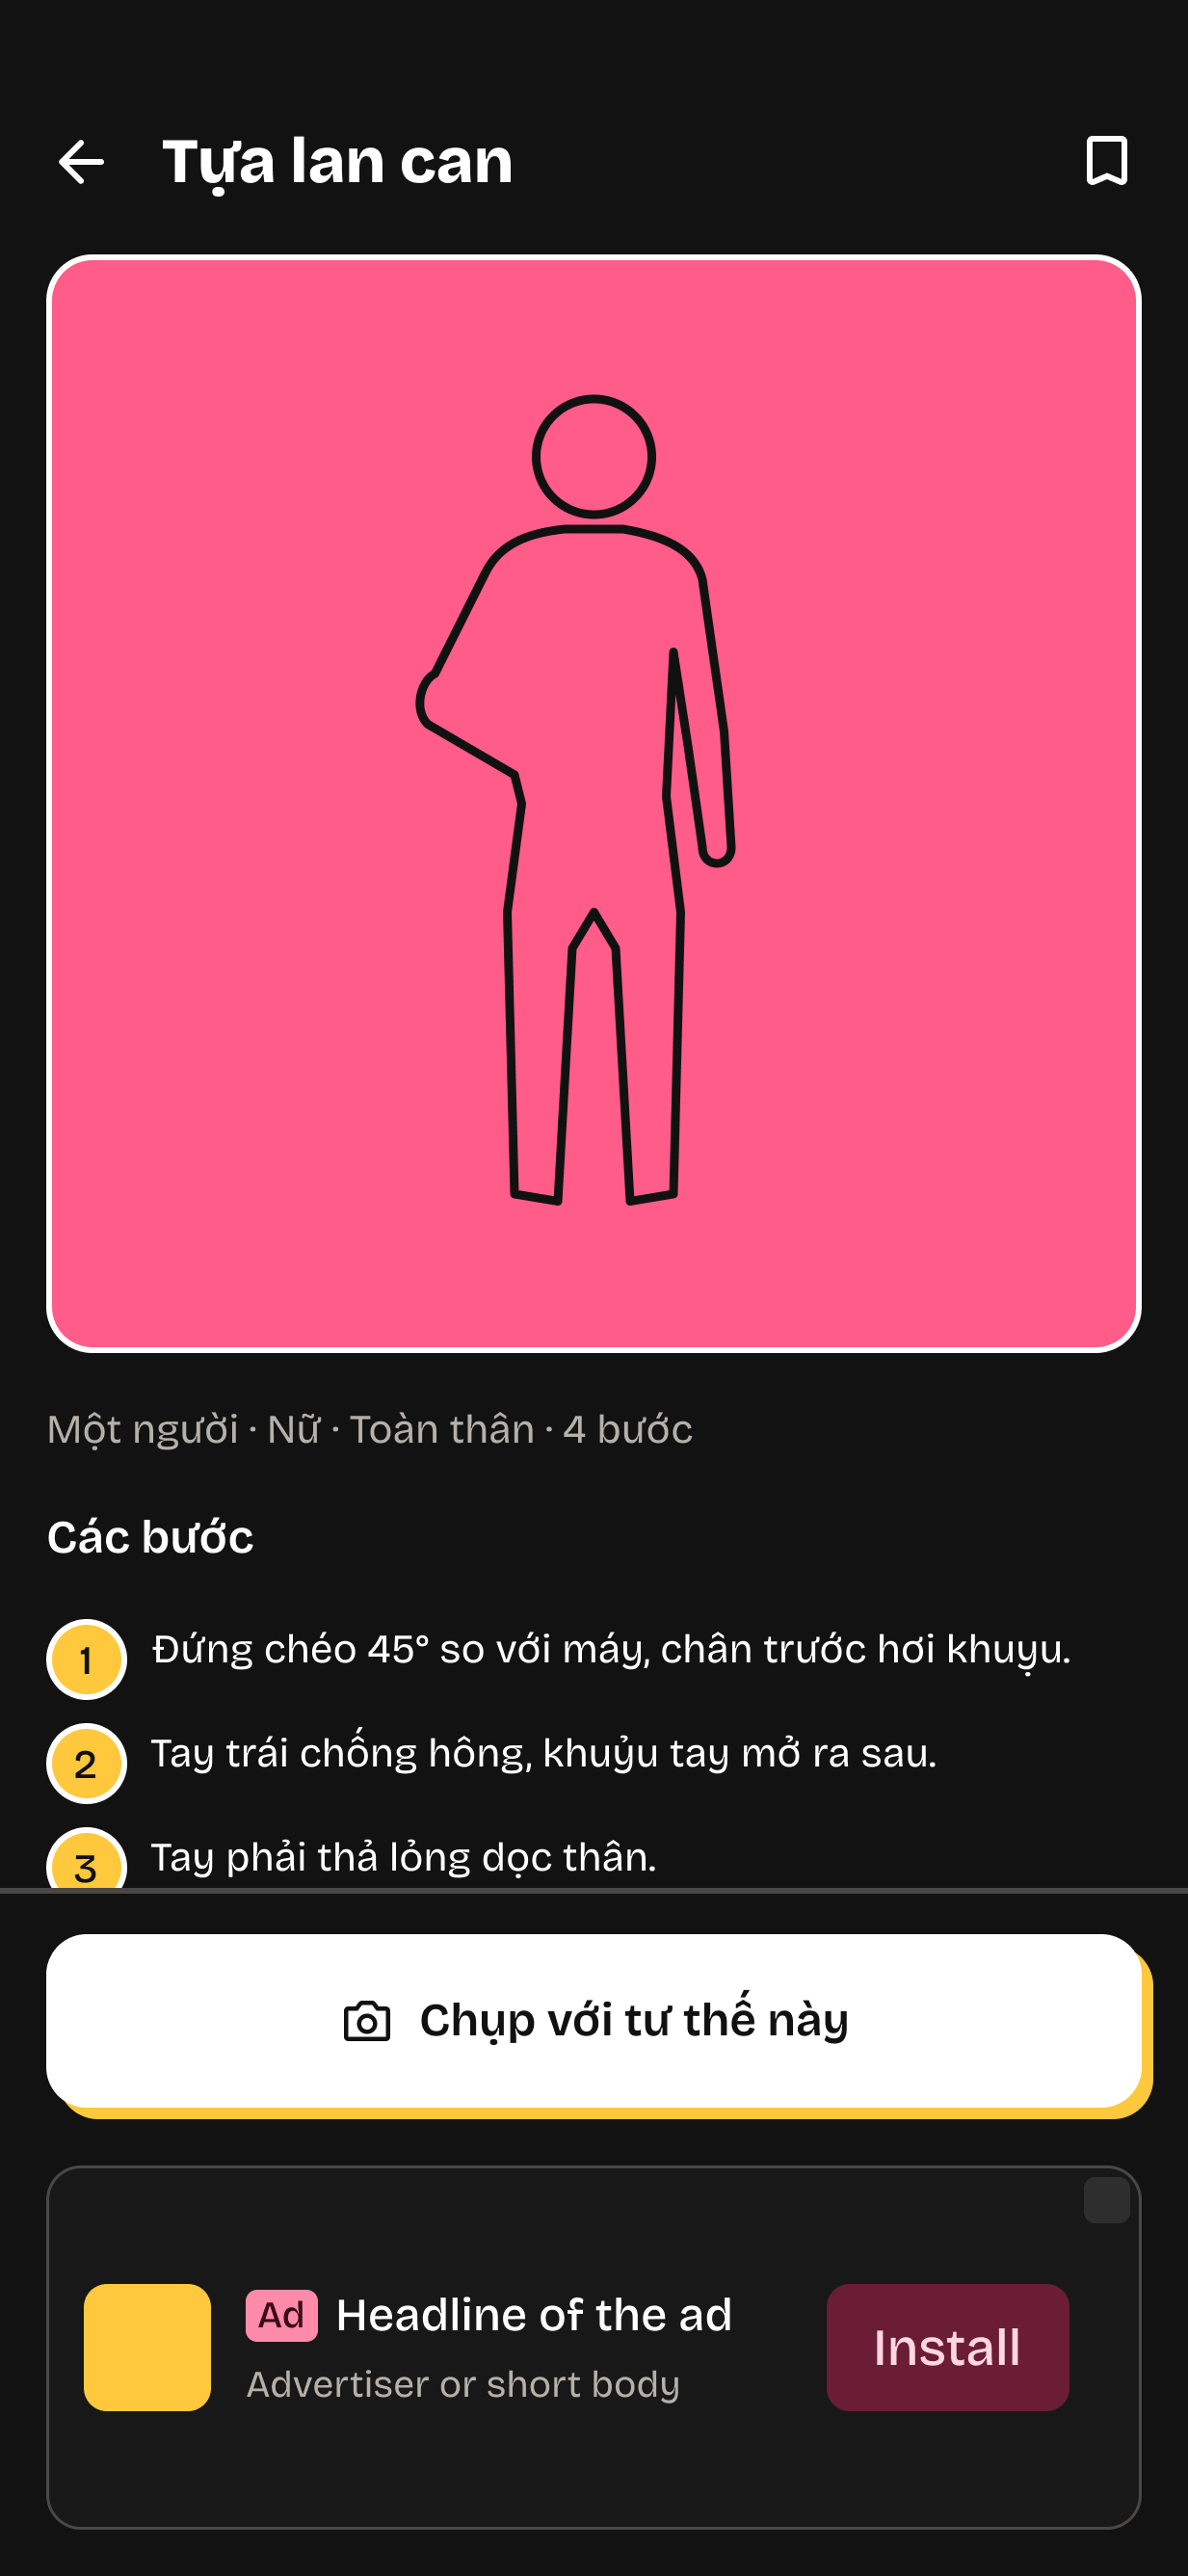 Tựa lan can
Một người · Nữ · Toàn thân · 4 bước
Các bước
1 Đứng chéo 45° so với máy, chân trước hơi khuỵu.
2 Tay trái chống hông, khuỷu tay mở ra sau.
3 Tay phải thả lỏng dọc thân.
Chụp với tư thế này
Ad Headline of the ad
Advertiser or short body
Install